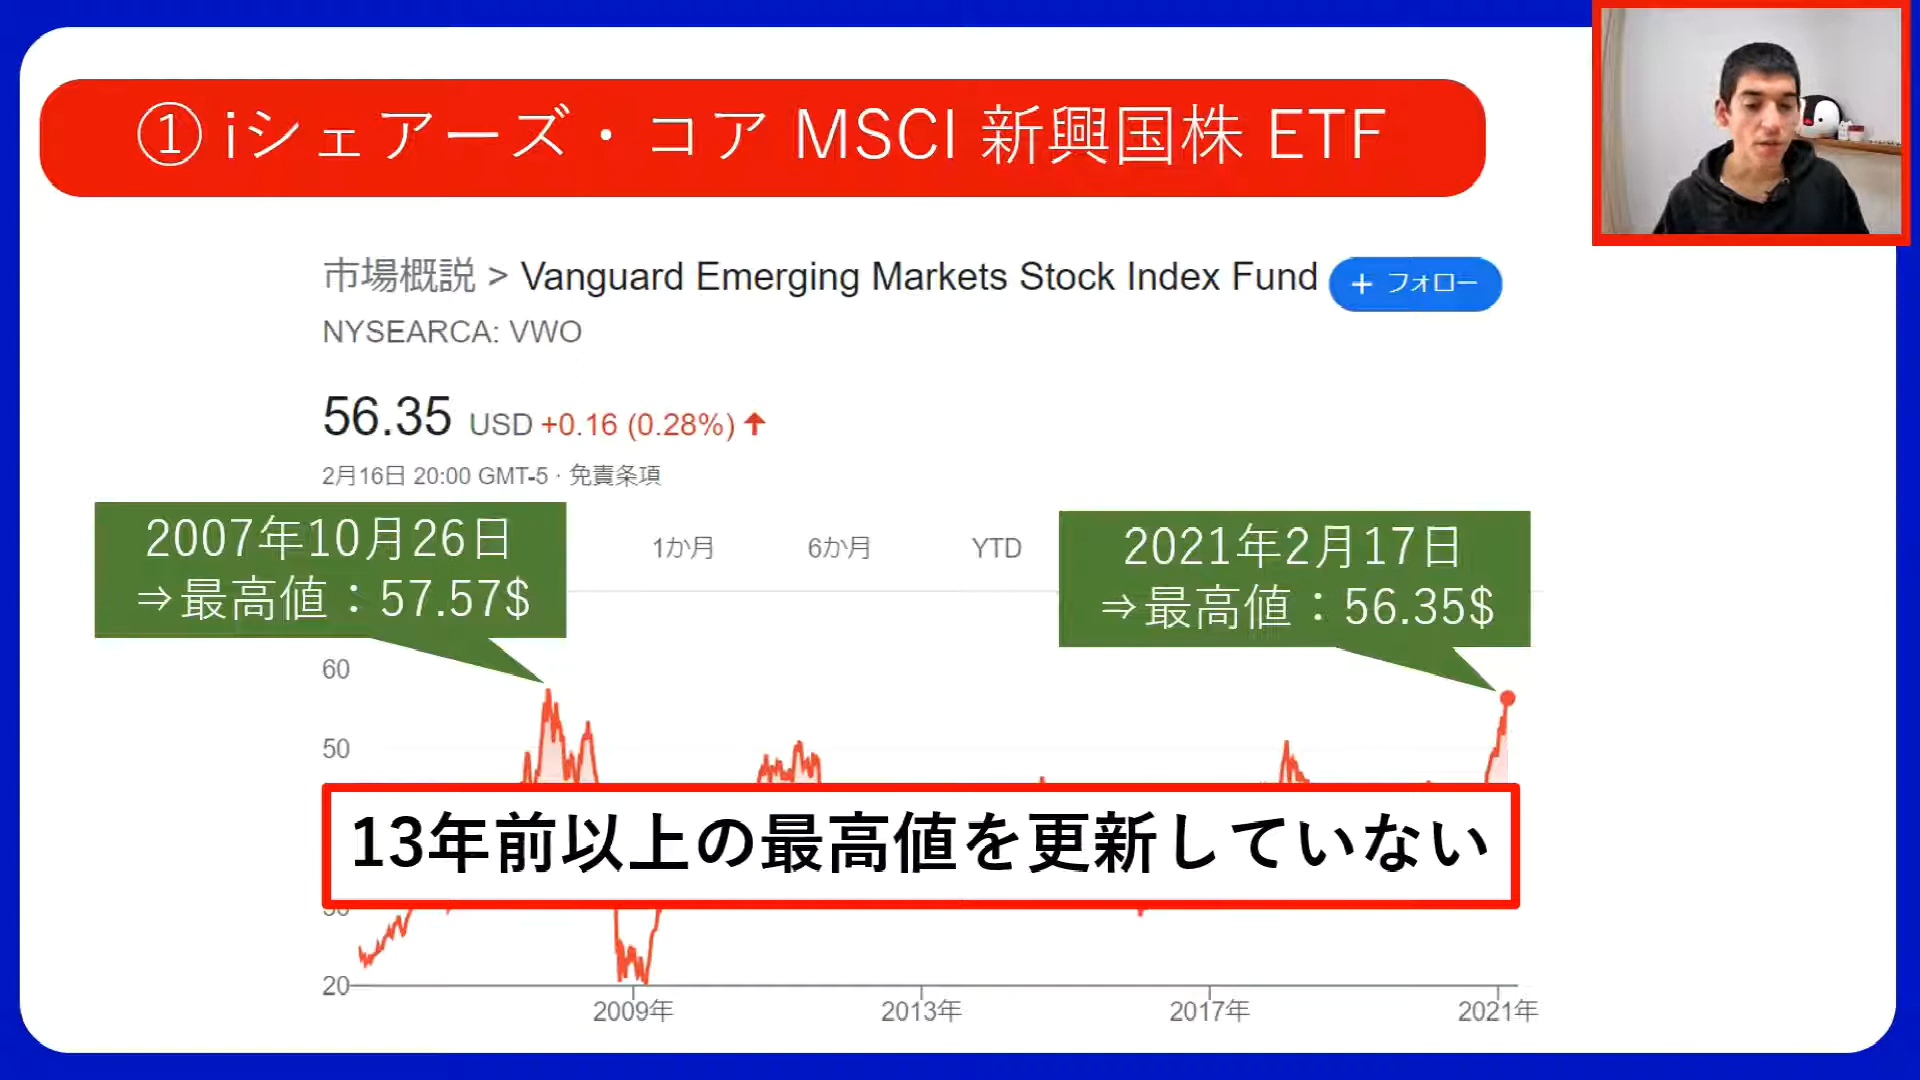 ① iシェアーズ・コア MSCI 新興国株 ETF
市場概説 > Vanguard Emerging Markets Stock Index Fund
+ フォロー
NYSEARCA: VWO
56.35 USD +0.16 (0.28%)
2月16日 20:00 GMT-5 · 免責条項
2007年10月26日
⇒最高値：57.57$
1か月 6か月 YTD
2021年2月17日
⇒最高値：56.35$
60
50
13年前以上の最高値を更新していない
20
2009年 2013年 2017年 2021年